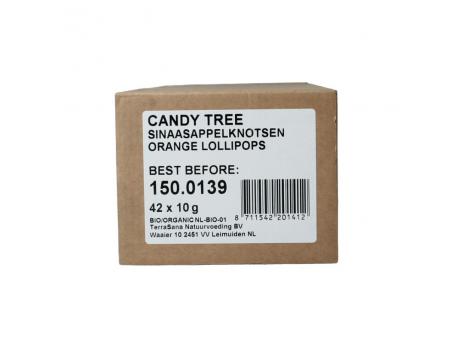 CANDY TREE
SINAASAPPELKNOTSEN
ORANGE LOLLIPOPS
BEST BEFORE:
150.0139
42 x 10 g
8 711542 201412
BIO/ORGANIC NL-BIO-01
TerraSana Natuurvoeding BV
Waaier 10 2451 VV Leimuiden NL